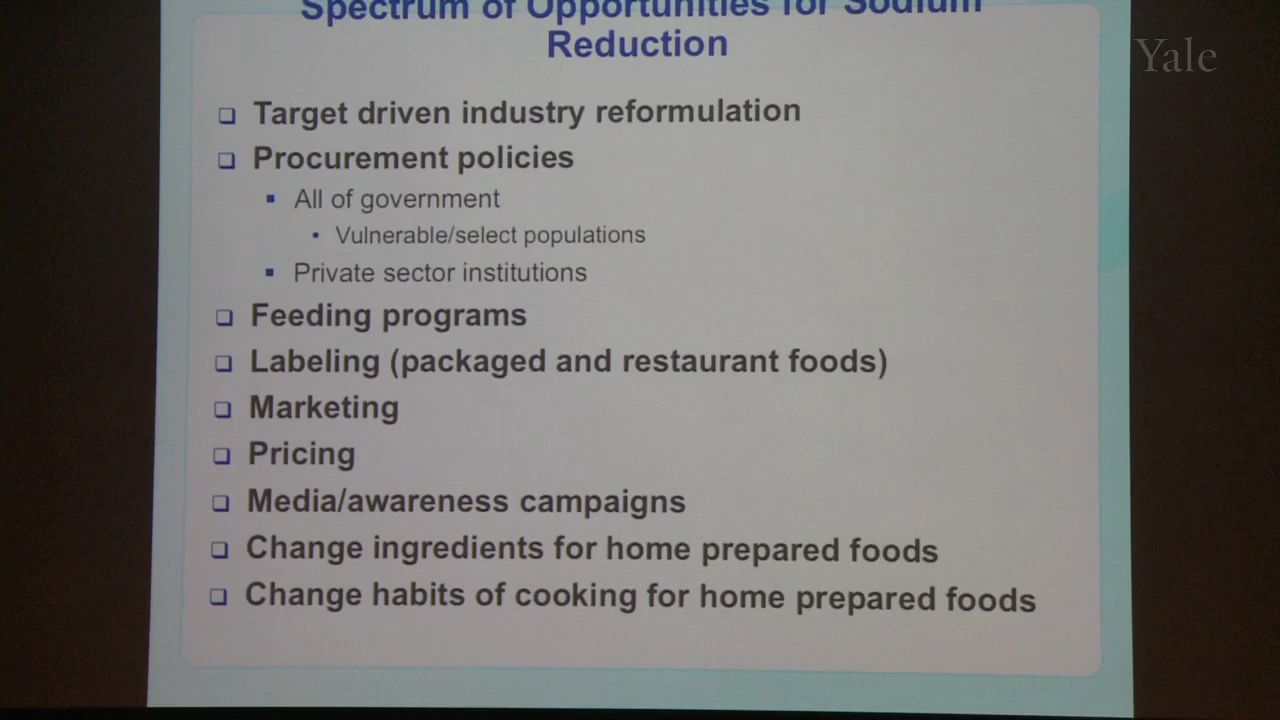 Spectrum of Opportunities for Sodium
Reduction
Yale
❑ Target driven industry reformulation
❑ Procurement policies
▪ All of government
• Vulnerable/select populations
▪ Private sector institutions
❑ Feeding programs
❑ Labeling (packaged and restaurant foods)
❑ Marketing
❑ Pricing
❑ Media/awareness campaigns
❑ Change ingredients for home prepared foods
❑ Change habits of cooking for home prepared foods